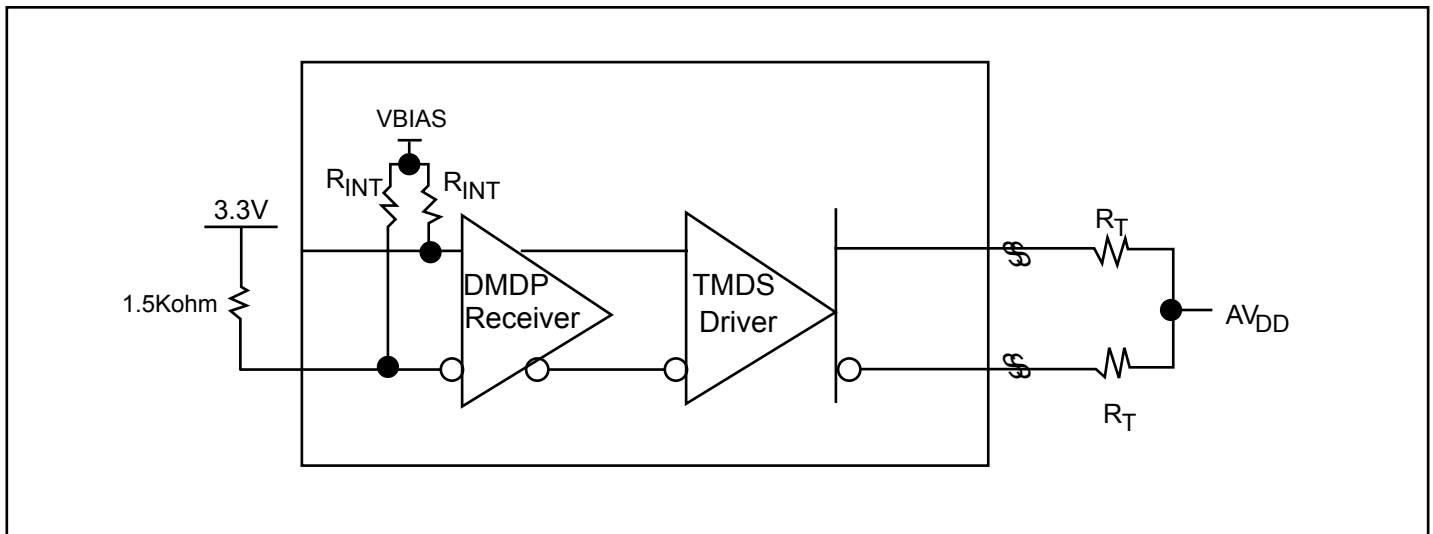 VBIAS
RINT RINT
3.3V
1.5Kohm
DMDP
Receiver
TMDS
Driver
RT
AVDD
RT